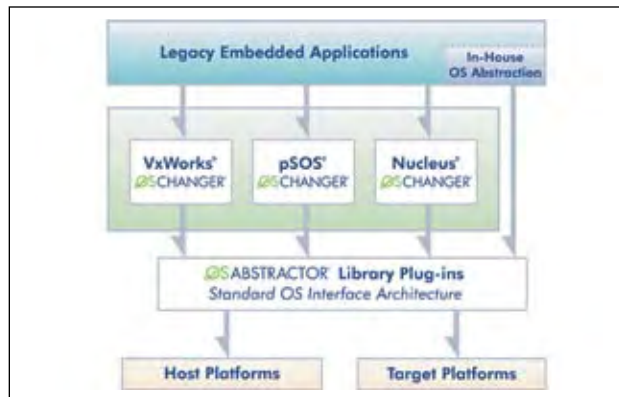 Legacy Embedded Applications
In-House
OS Abstraction
VxWorks®
OSCHANGER®
pSOS®
OSCHANGER®
Nucleus®
OSCHANGER®
OSABSTRACTOR® Library Plug-ins
Standard OS Interface Architecture
Host Platforms
Target Platforms